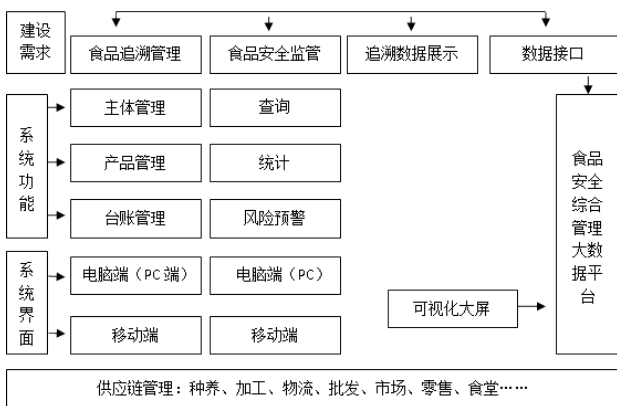 建设
需求
食品追溯管理
食品安全监管
追溯数据展示
数据接口
系
统
功
能
主体管理
查询
产品管理
统计
台账管理
风险预警
食品
安全
综合
管理
大数
据平
台
系
统
界
面
电脑端（PC端）
电脑端（PC）
可视化大屏
移动端
移动端
供应链管理：种养、加工、物流、批发、市场、零售、食堂……